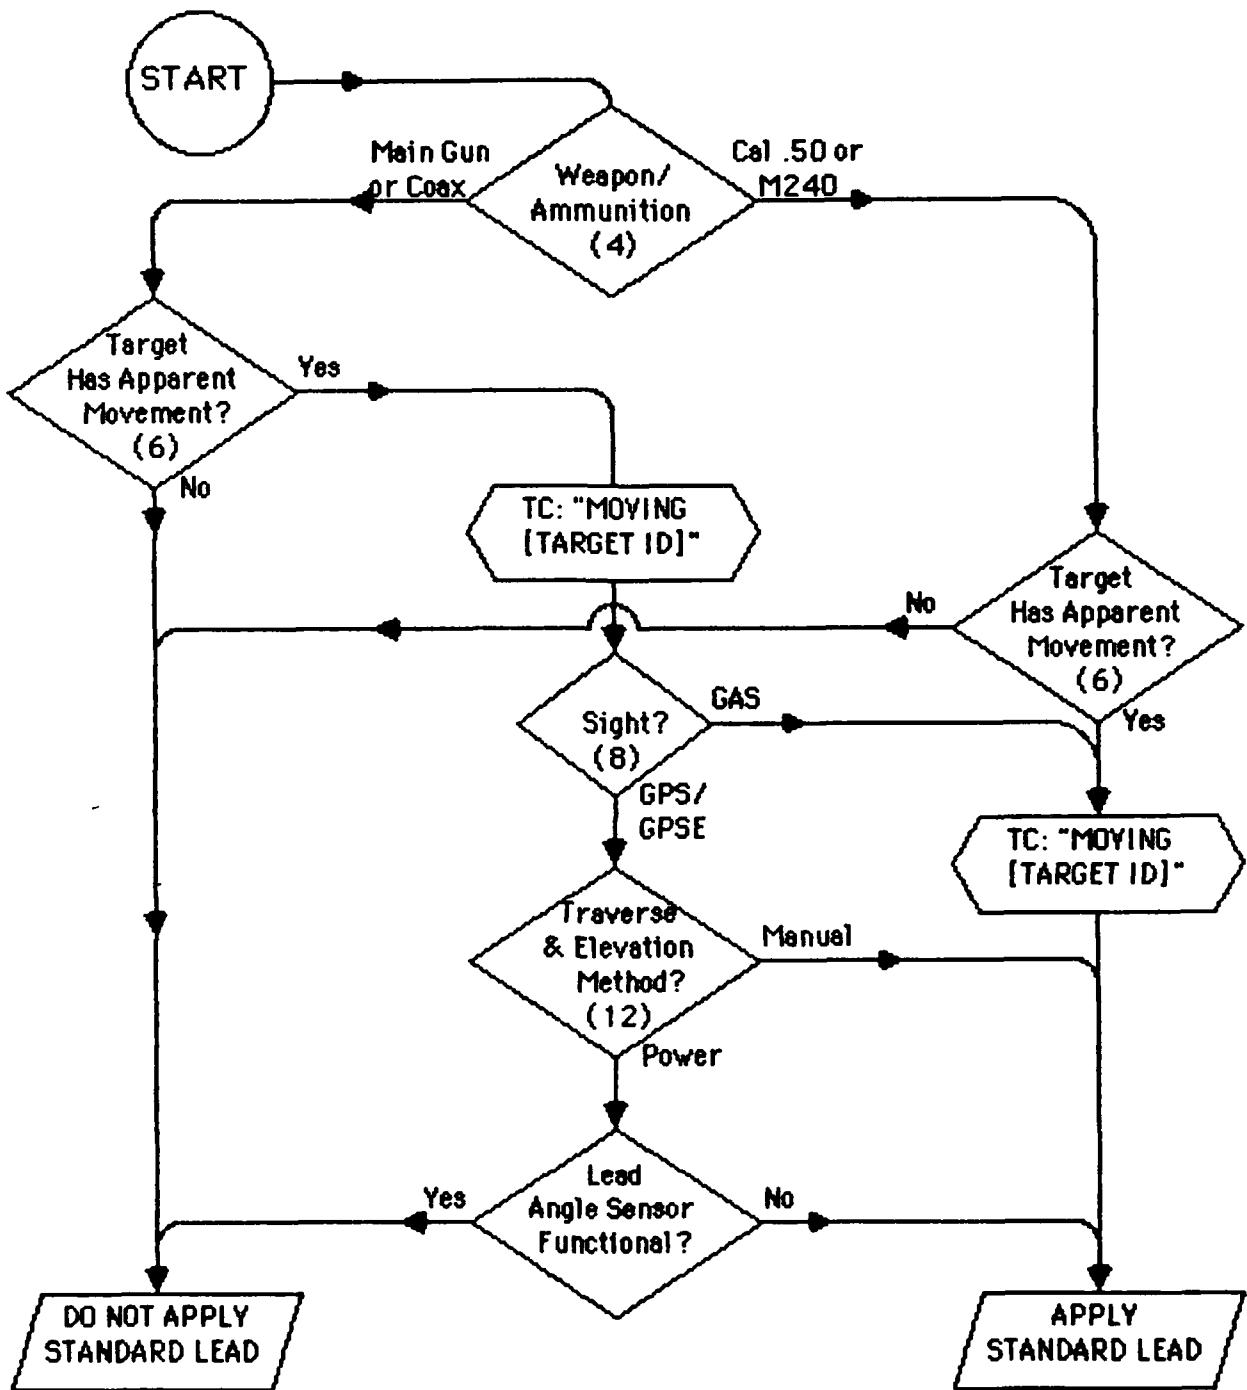 START
Main Gun
or Coax
Weapon/
Ammunition
(4)
Cal .50 or
M240
Target
Has Apparent
Movement?
(6)
Yes
No
TC: "MOVING
[TARGET ID]"
Target
Has Apparent
Movement?
(6)
No
Yes
Sight?
(8)
GAS
GPS/
GPSE
TC: "MOVING
[TARGET ID]"
Traverse
& Elevation
Method?
(12)
Manual
Power
Lead
Angle Sensor
Functional?
Yes
No
DO NOT APPLY
STANDARD LEAD
APPLY
STANDARD LEAD